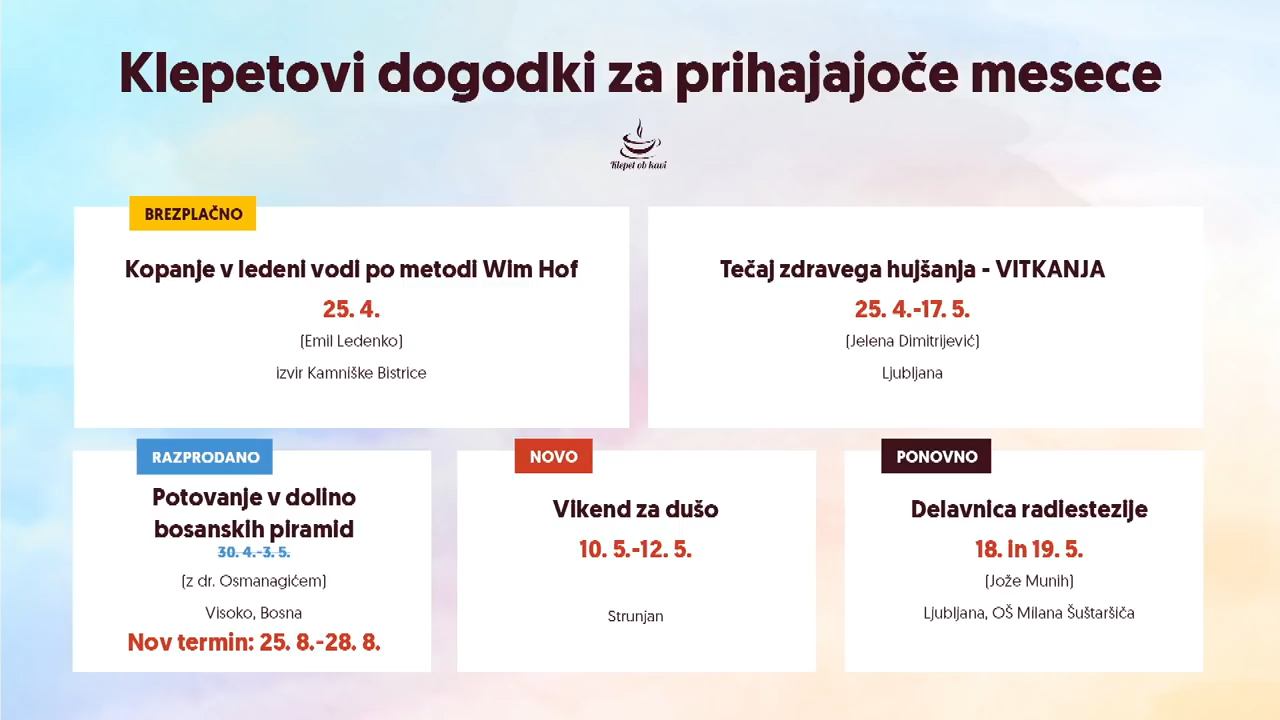 Klepetovi dogodki za prihajajoče mesece
Klepet ob kavi
BREZPLAČNO
Kopanje v ledeni vodi po metodi Wim Hof
25. 4.
(Emil Ledenko)
izvir Kamniške Bistrice
Tečaj zdravega hujšanja - VITKANJA
25. 4.-17. 5.
(Jelena Dimitrijević)
Ljubljana
RAZPRODANO
Potovanje v dolino
bosanskih piramid
30. 4.-3. 5.
(z dr. Osmanagićem)
Visoko, Bosna
Nov termin: 25. 8.-28. 8.
NOVO
Vikend za dušo
10. 5.-12. 5.
Strunjan
PONOVNO
Delavnica radiestezije
18. in 19. 5.
(Jože Munih)
Ljubljana, OŠ Milana Šuštaršiča